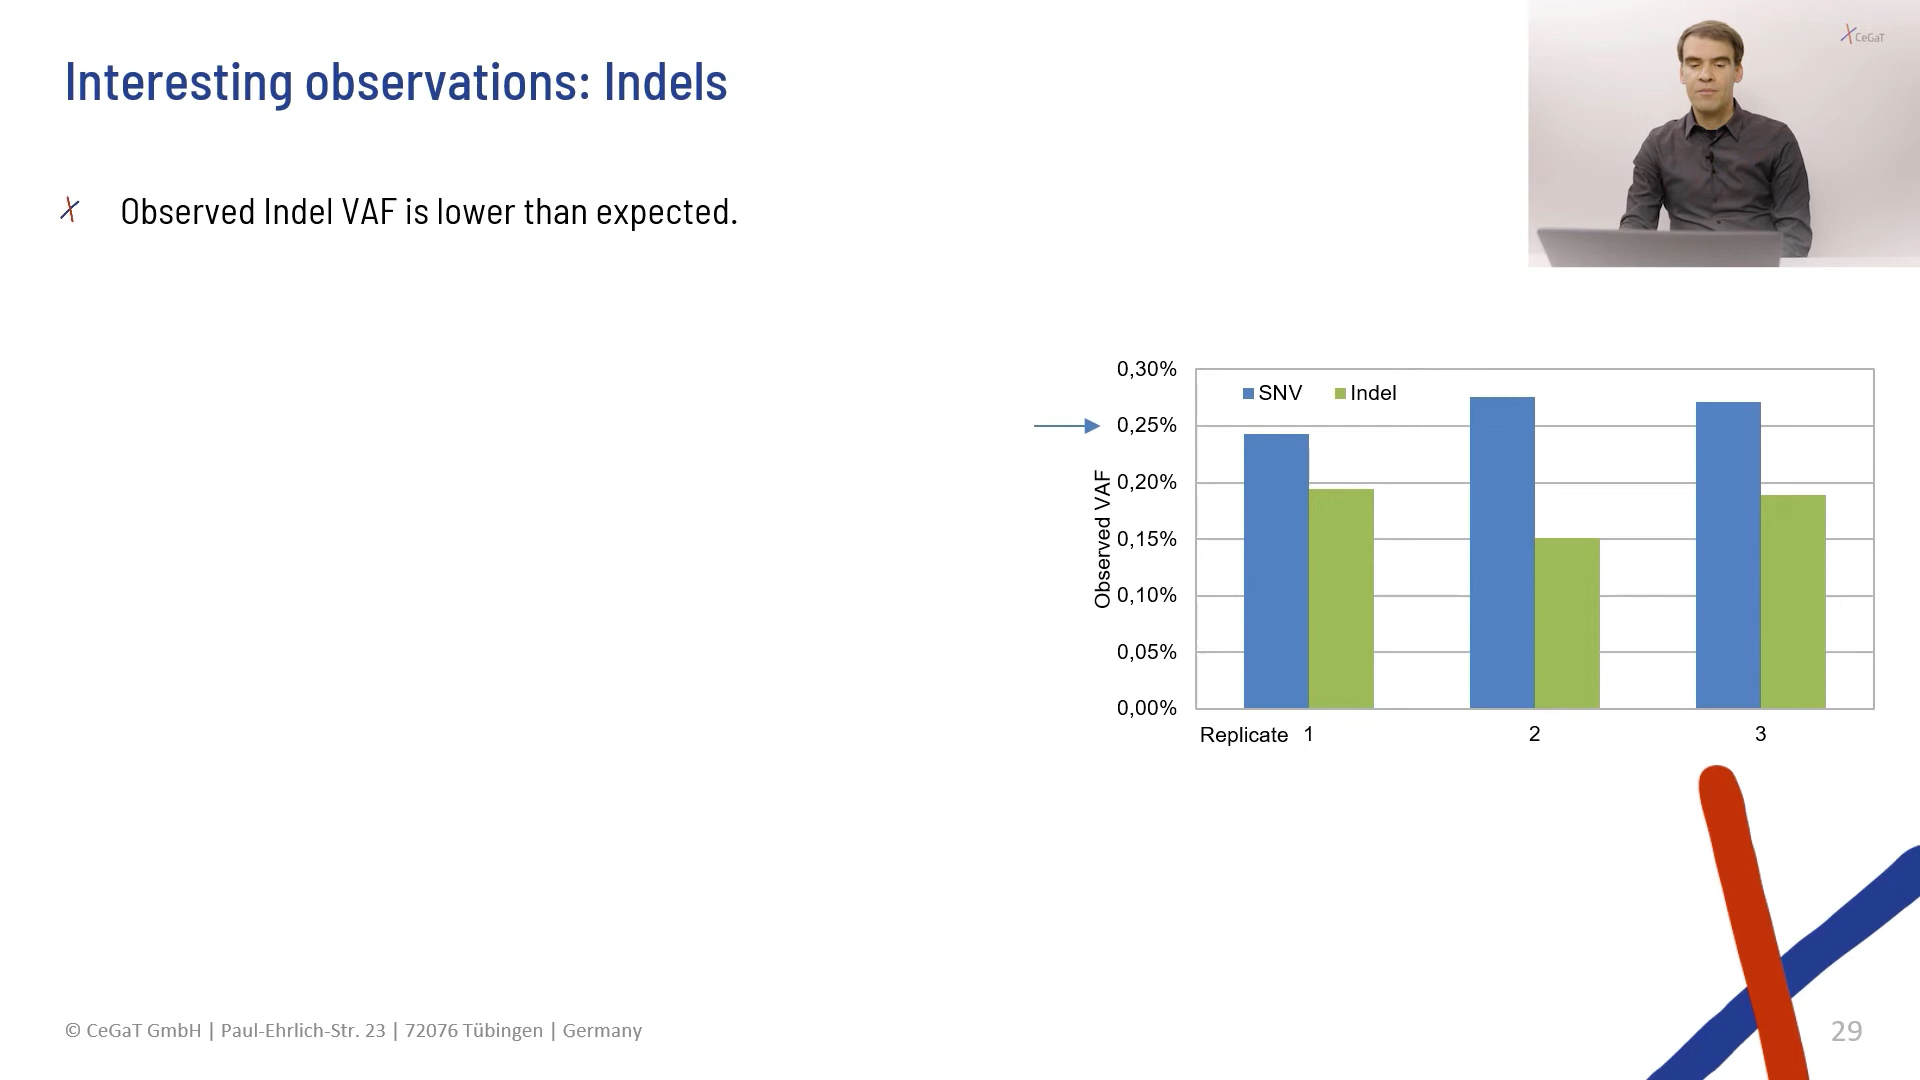 Interesting observations: Indels
CeGaT
Observed Indel VAF is lower than expected.
SNV Indel
0,30%
0,25%
0,20%
0,15%
0,10%
0,05%
0,00%
Observed VAF
Replicate 1 2 3
© CeGaT GmbH | Paul-Ehrlich-Str. 23 | 72076 Tübingen | Germany
29